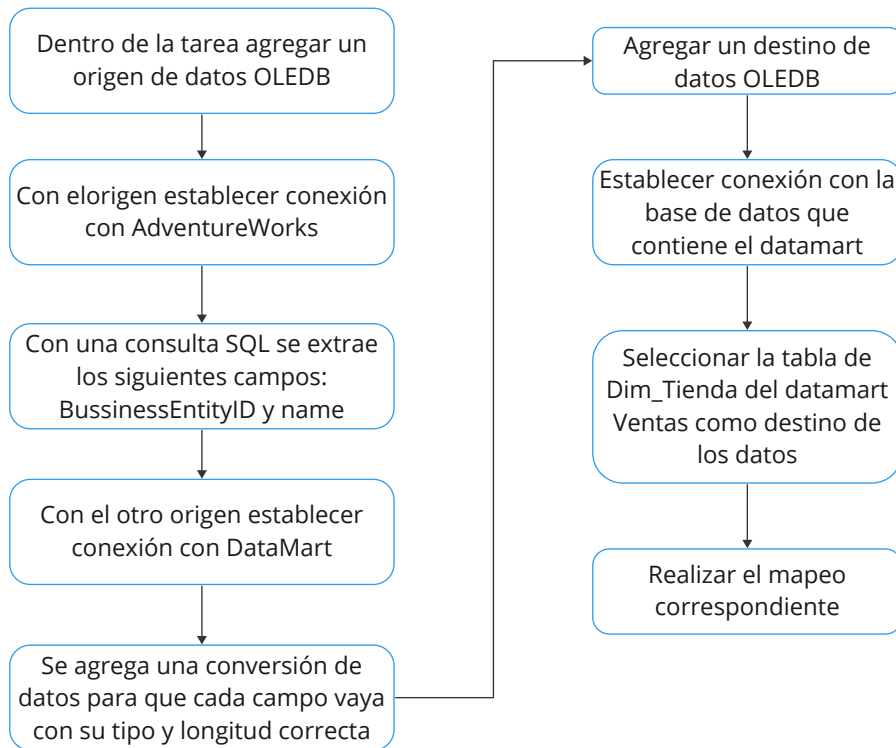 Dentro de la tarea agregar un
origen de datos OLEDB
Con elorigen establecer conexión
con AdventureWorks
Con una consulta SQL se extrae
los siguientes campos:
BussinessEntityID y name
Con el otro origen establecer
conexión con DataMart
Se agrega una conversión de
datos para que cada campo vaya
con su tipo y longitud correcta
Agregar un destino de
datos OLEDB
Establecer conexión con la
base de datos que
contiene el datamart
Seleccionar la tabla de
Dim_Tienda del datamart
Ventas como destino de
los datos
Realizar el mapeo
correspondiente